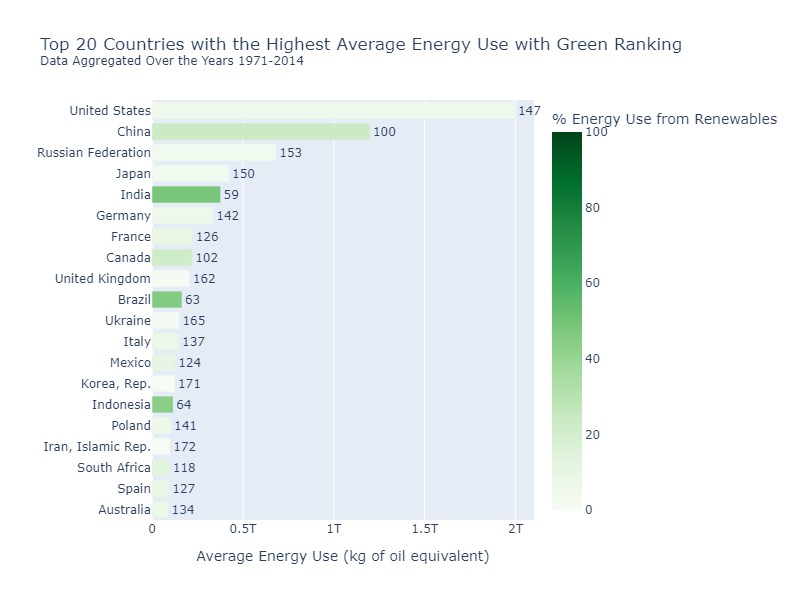 Top 20 Countries with the Highest Average Energy Use with Green Ranking
Data Aggregated Over the Years 1971-2014
United States 147
China 100
Russian Federation 153
Japan 150
India 59
Germany 142
France 126
Canada 102
United Kingdom 162
Brazil 63
Ukraine 165
Italy 137
Mexico 124
Korea, Rep. 171
Indonesia 64
Poland 141
Iran, Islamic Rep. 172
South Africa 118
Spain 127
Australia 134
0 0.5T 1T 1.5T 2T
Average Energy Use (kg of oil equivalent)
% Energy Use from Renewables
100
80
60
40
20
0